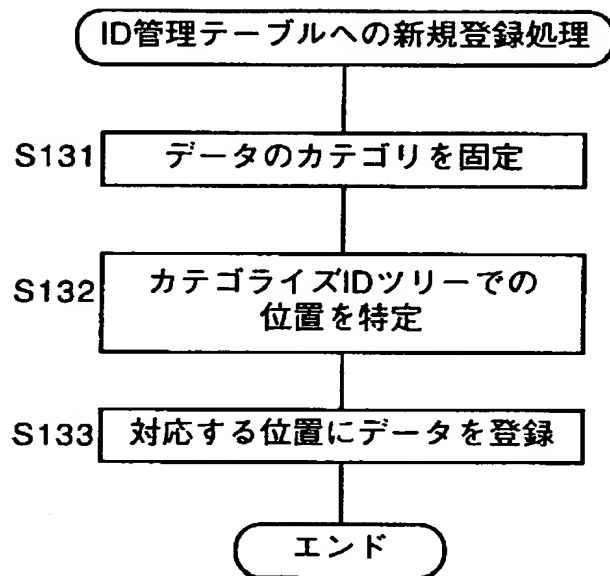 ID管理テーブルへの新規登録処理
S131
データのカテゴリを固定
S132
カテゴライズIDツリーでの
位置を特定
S133
対応する位置にデータを登録
エンド